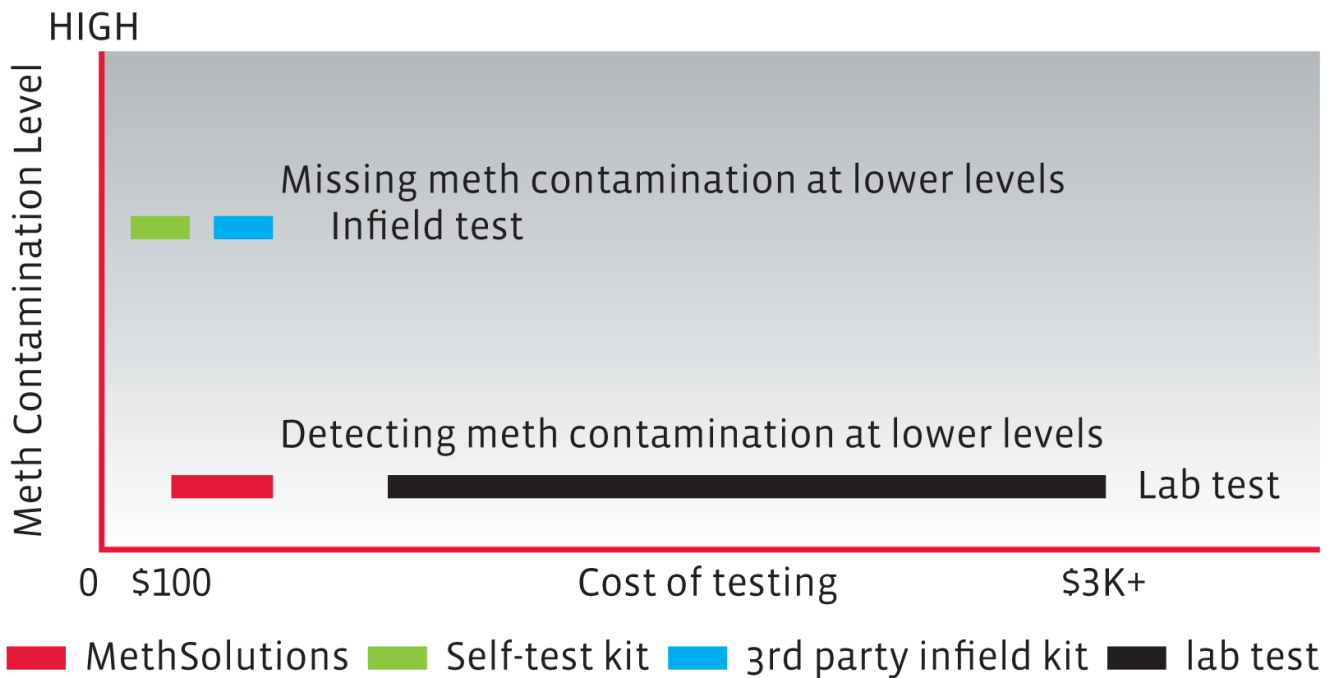 HIGH
Meth Contamination Level
Missing meth contamination at lower levels
Infield test
Detecting meth contamination at lower levels
Lab test
0 $100 Cost of testing $3K+
MethSolutions Self-test kit 3rd party infield kit lab test